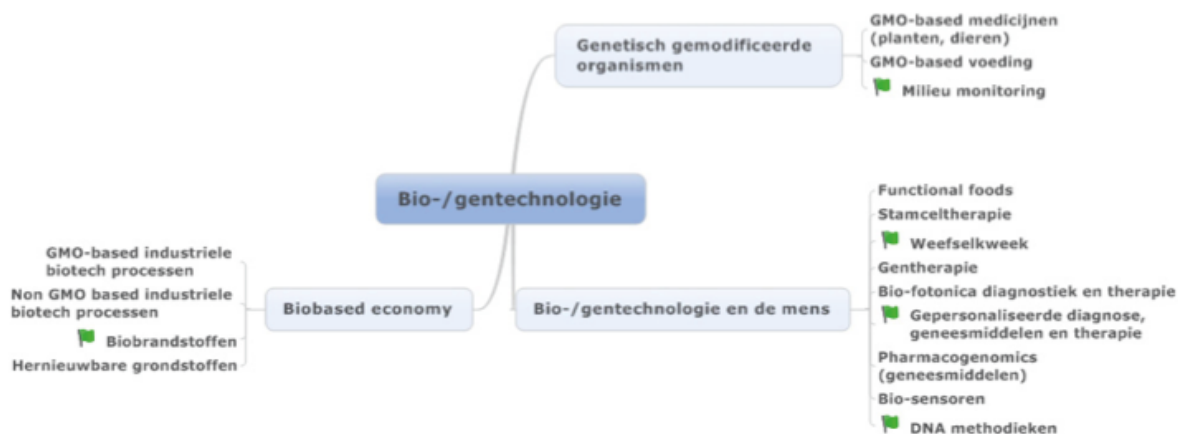 Bio-/gentechnologie
Genetisch gemodificeerde
organismen
GMO-based medicijnen
(planten, dieren)
GMO-based voeding
Milieu monitoring
Bio-/gentechnologie en de mens
Functional foods
Stamceltherapie
Weefselkweek
Gentherapie
Bio-fotonica diagnostiek en therapie
Gepersonaliseerde diagnose,
geneesmiddelen en therapie
Pharmacogenomics
(geneesmiddelen)
Bio-sensoren
DNA methodieken
Biobased economy
GMO-based industriele
biotech processen
Non GMO based industriele
biotech processen
Biobrandstoffen
Hernieuwbare grondstoffen